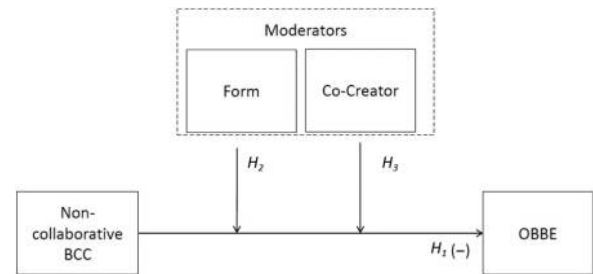 Moderators
Form
Co-Creator
H2
H3
Non-
collaborative
BCC
H1 (–)
OBBE